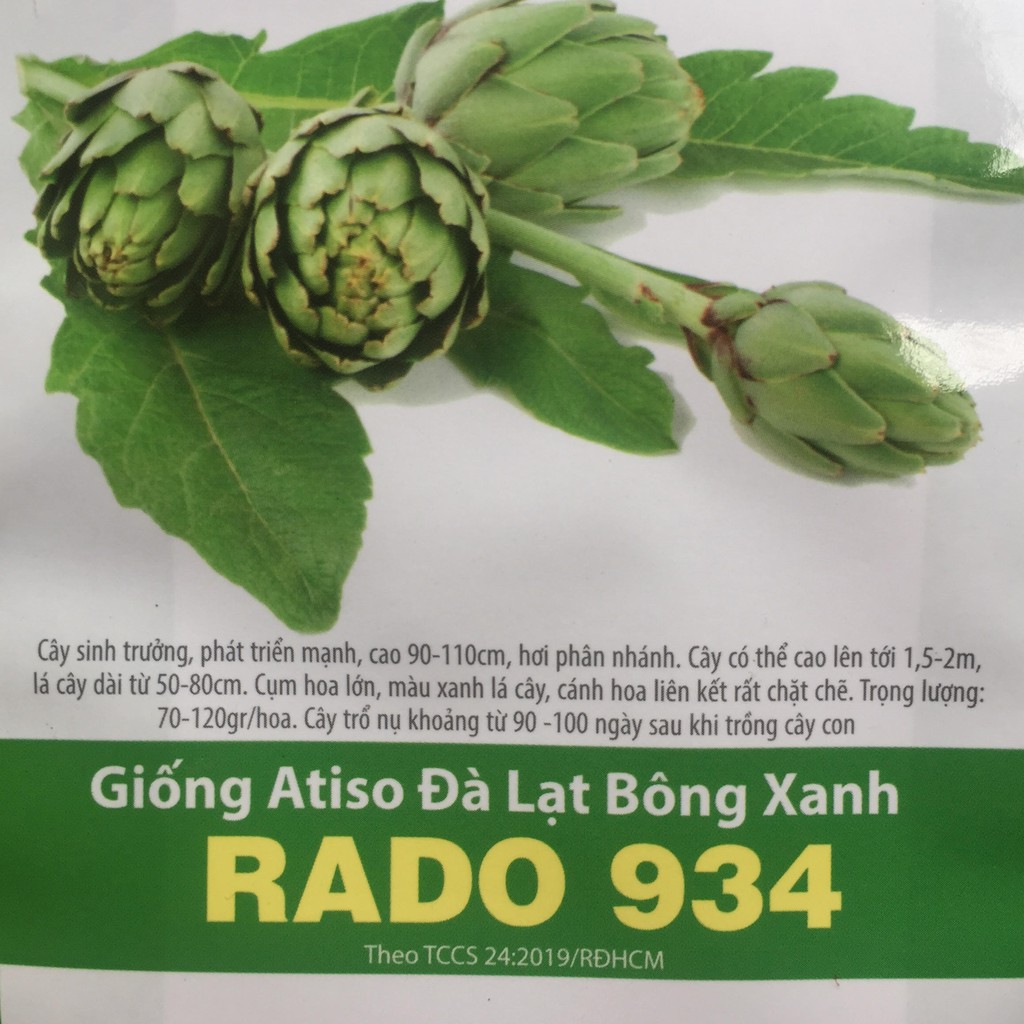 Cây sinh trưởng, phát triển mạnh, cao 90-110cm, hơi phân nhánh. Cây có thể cao lên tới 1,5-2m,
lá cây dài từ 50-80cm. Cụm hoa lớn, màu xanh lá cây, cánh hoa liên kết rất chặt chẽ. Trọng lượng:
70-120gr/hoa. Cây trổ nụ khoảng từ 90 -100 ngày sau khi trồng cây con
Giống Atiso Đà Lạt Bông Xanh
RADO 934
Theo TCCS 24:2019/RĐHCM